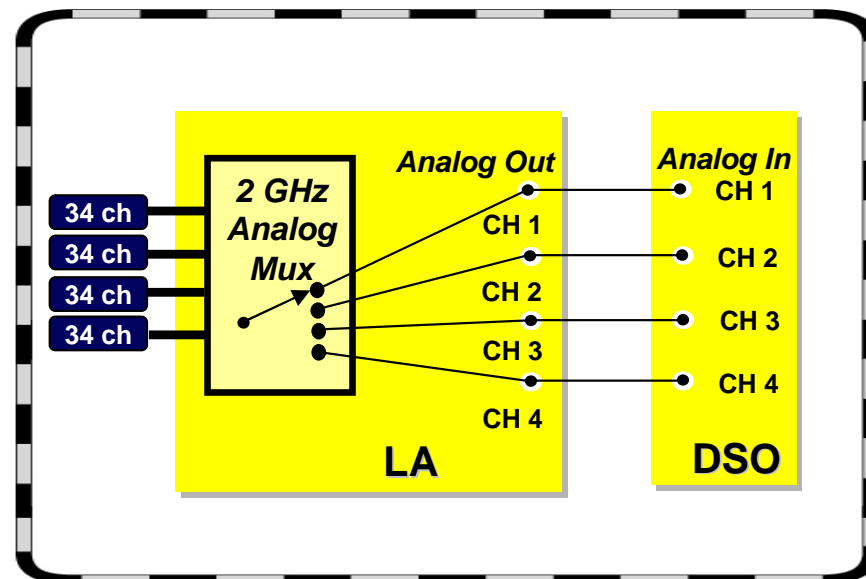 34 ch
34 ch
34 ch
34 ch
2 GHz
Analog
Mux
Analog Out
CH 1
CH 2
CH 3
CH 4
LA
Analog In
CH 1
CH 2
CH 3
CH 4
DSO